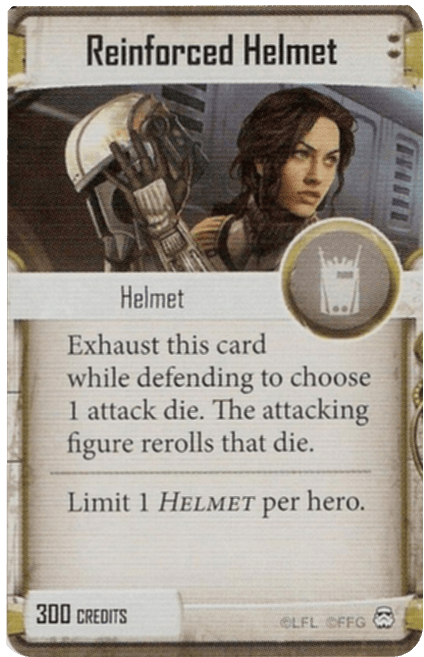 Reinforced Helmet
Helmet
Exhaust this card
while defending to choose
1 attack die. The attacking
figure rerolls that die.
Limit 1 HELMET per hero.
300 CREDITS
©LFL ©FFG